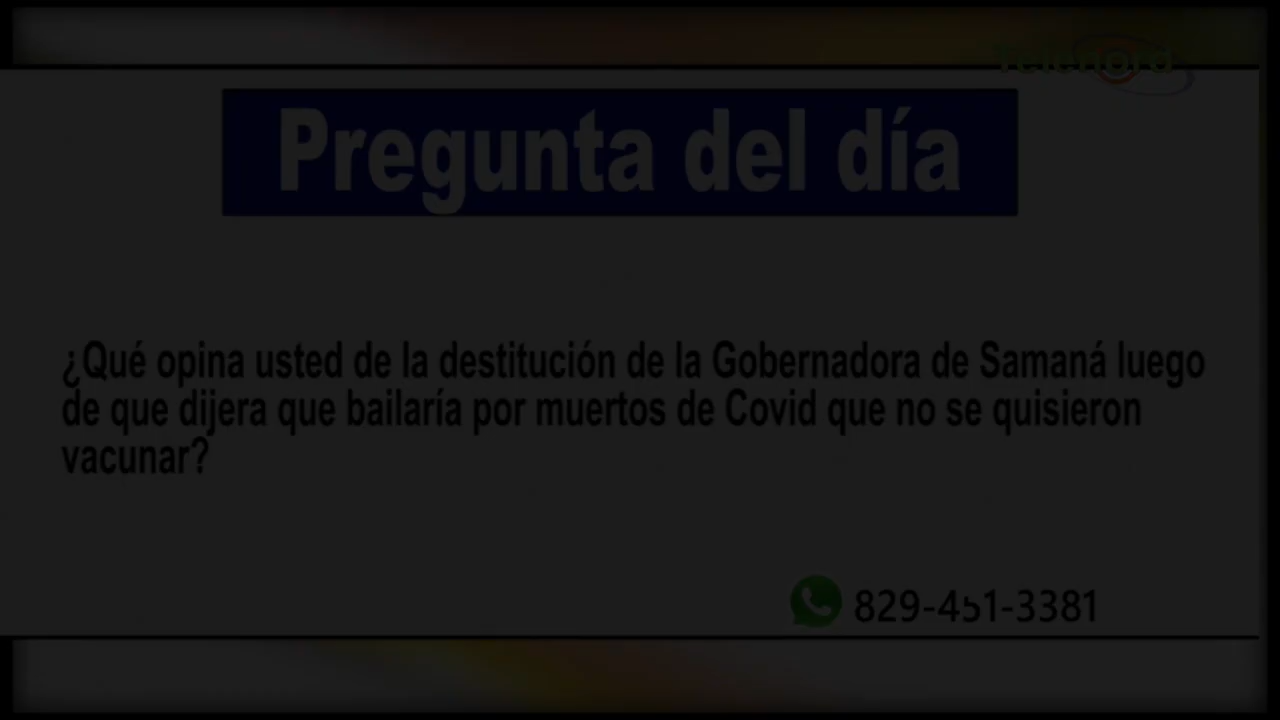 Telenord
Pregunta del día
¿Qué opina usted de la destitución de la Gobernadora de Samaná luego
de que dijera que bailaría por muertos de Covid que no se quisieron
vacunar?
829-451-3381